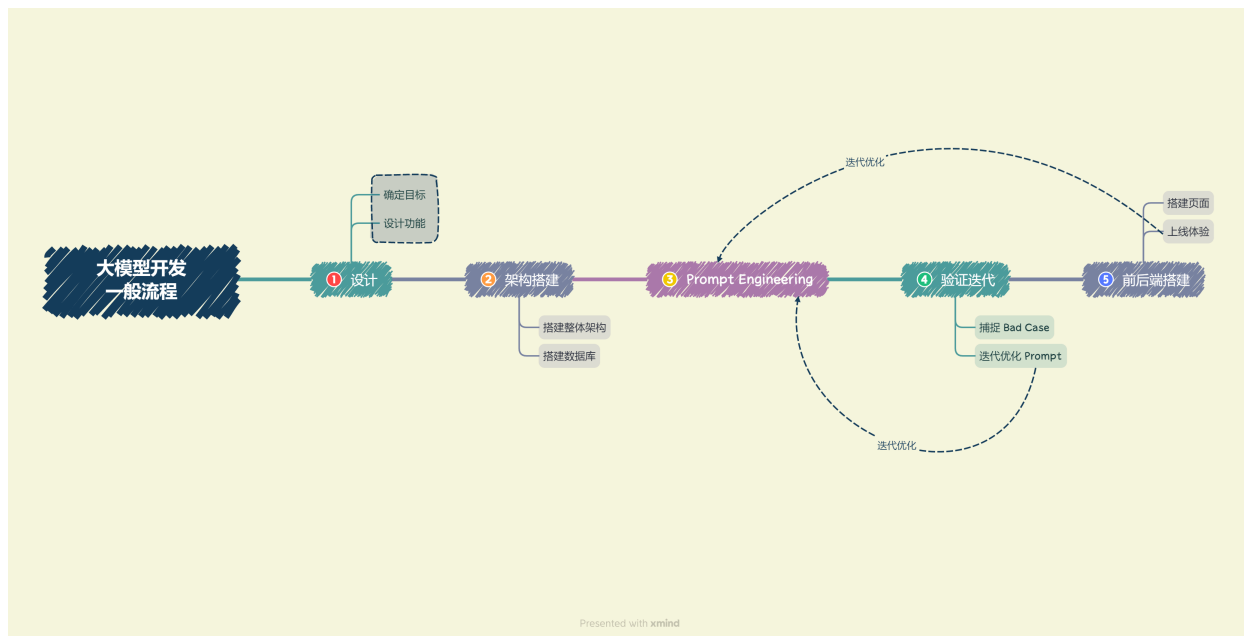 大模型开发
一般流程
1 设计
确定目标
设计功能
2 架构搭建
搭建整体架构
搭建数据库
3 Prompt Engineering
4 验证迭代
捕捉 Bad Case
迭代优化 Prompt
5 前后端搭建
搭建页面
上线体验
迭代优化
迭代优化
Presented with xmind